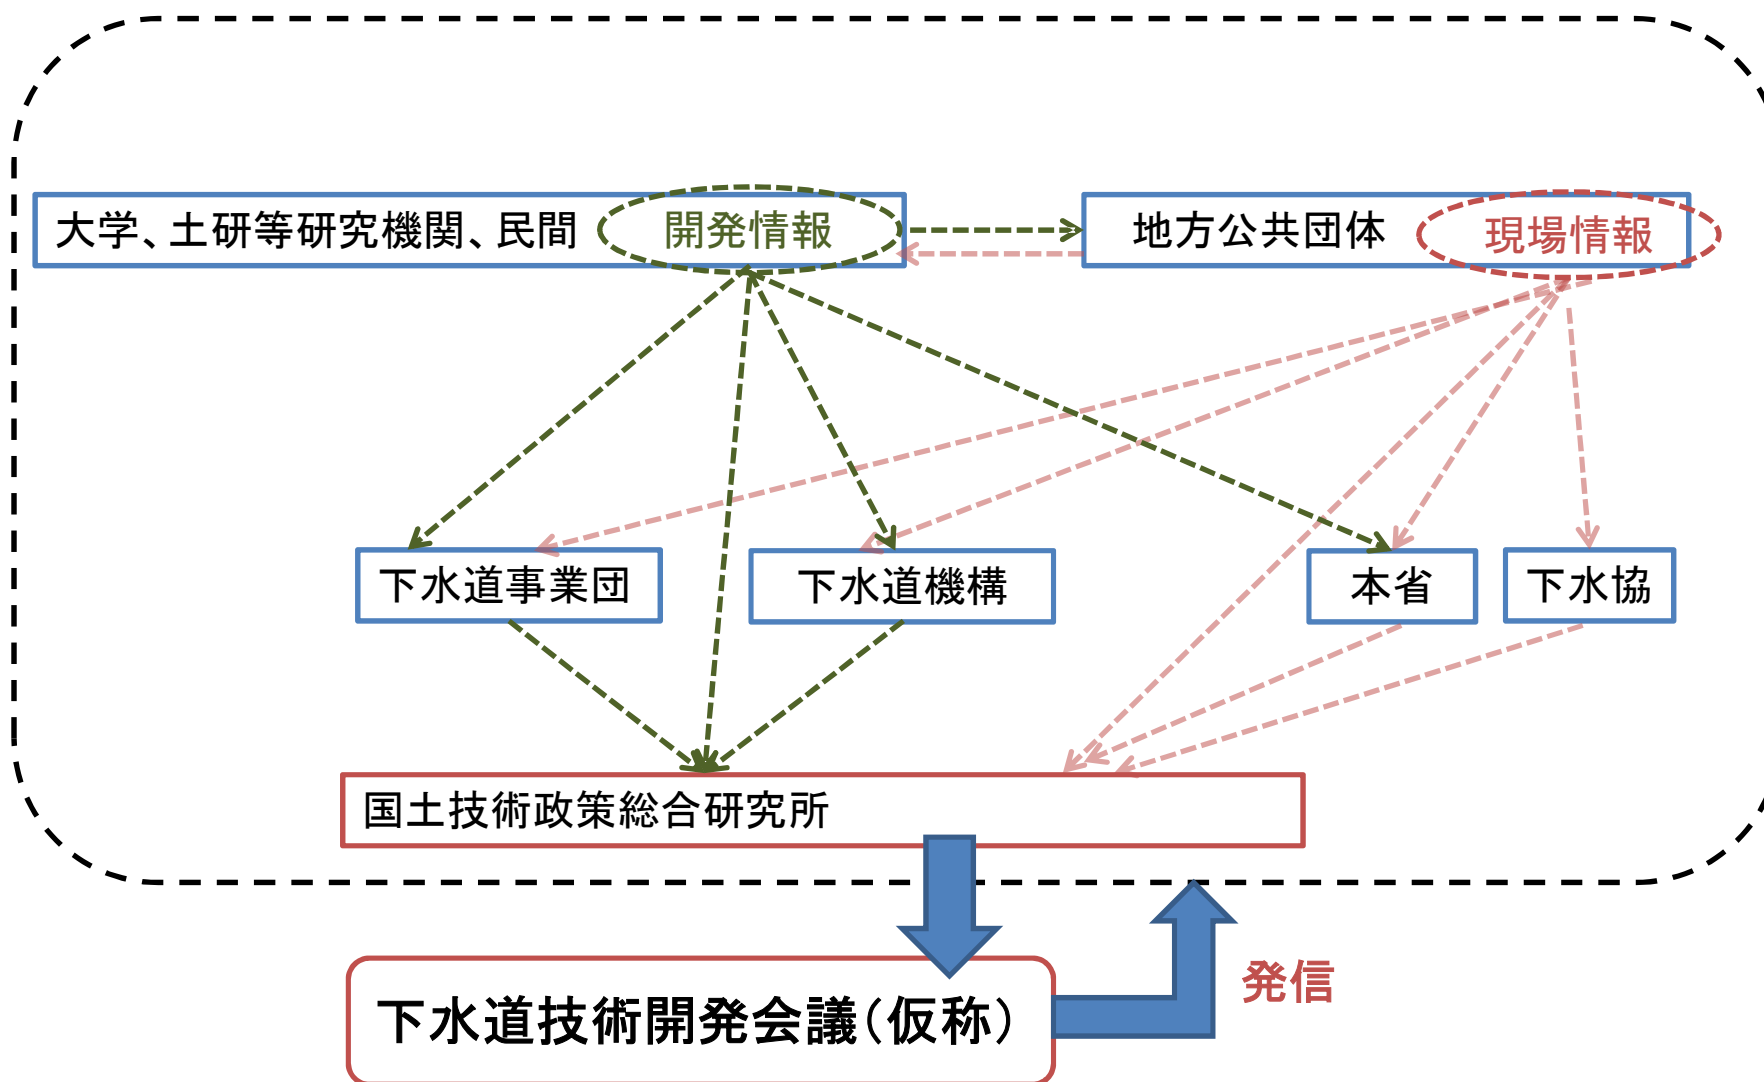 大学、土研等研究機関、民間
開発情報
地方公共団体
現場情報
下水道事業団
下水道機構
本省
下水協
国土技術政策総合研究所
発信
下水道技術開発会議(仮称)